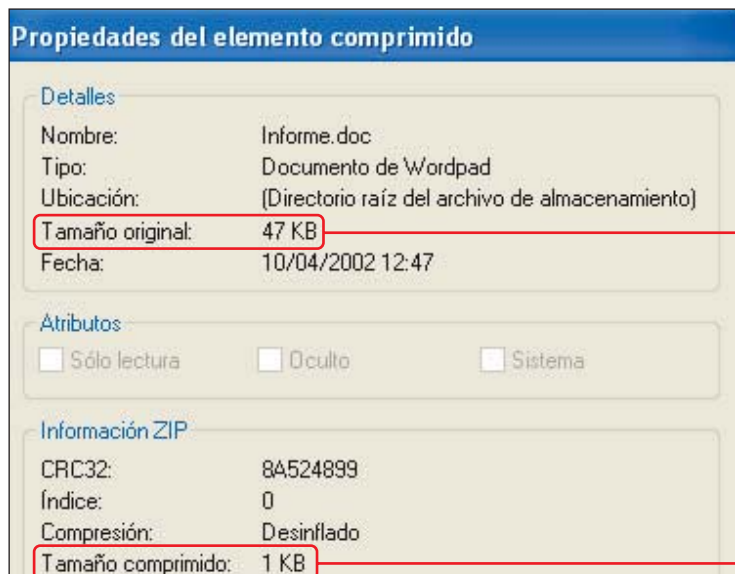 Propiedades del elemento comprimido
Detalles
Nombre: Informe.doc
Tipo: Documento de Wordpad
Ubicación: (Directorio raíz del archivo de almacenamiento)
Tamaño original: 47 KB
Fecha: 10/04/2002 12:47
Atributos
Sólo lectura Oculto Sistema
Información ZIP
CRC32: 8A524899
Índice: 0
Compresión: Desinflado
Tamaño comprimido: 1 KB